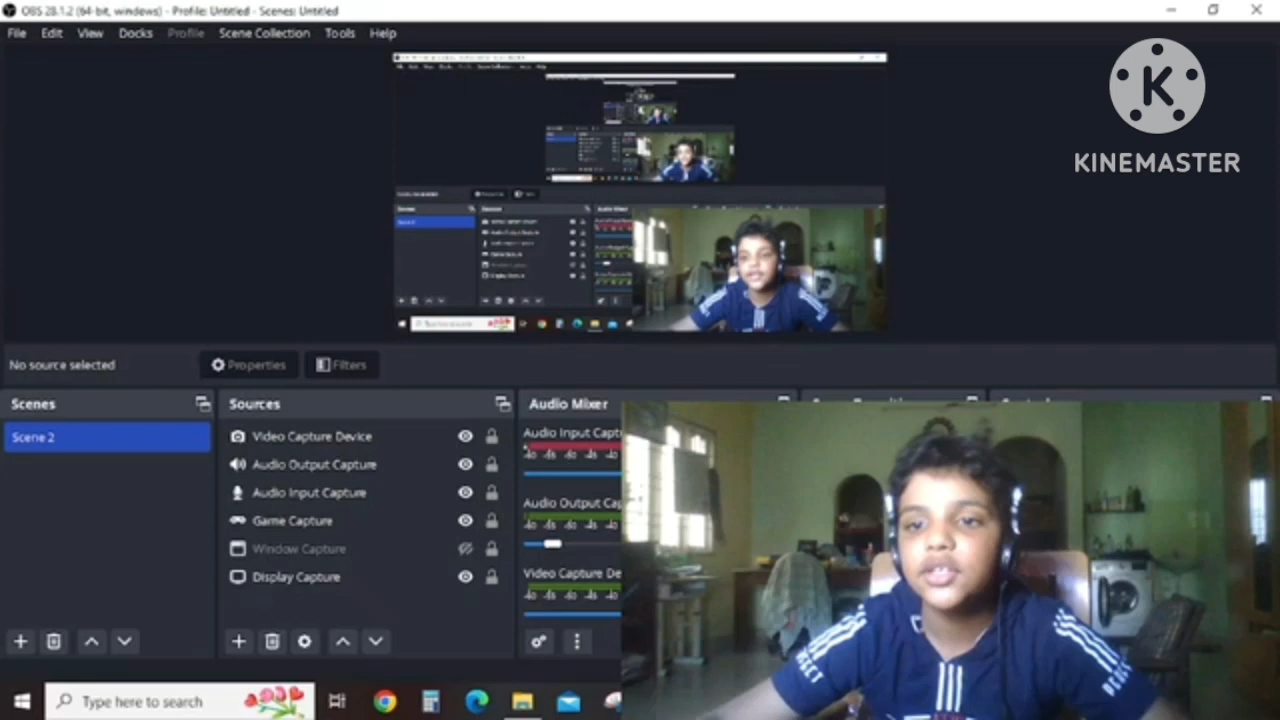 OBS 28.1.2 (64-bit, windows) - Profile: Untitled - Scenes: Untitled
File Edit View Docks Profile Scene Collection Tools Help
KINEMASTER
No source selected
Properties
Filters
Scenes
Scene 2
Sources
Video Capture Device
Audio Output Capture
Audio Input Capture
Game Capture
Window Capture
Display Capture
Audio Mixer
Audio Input Capt
Audio Output Cap
Video Capture De
Type here to search